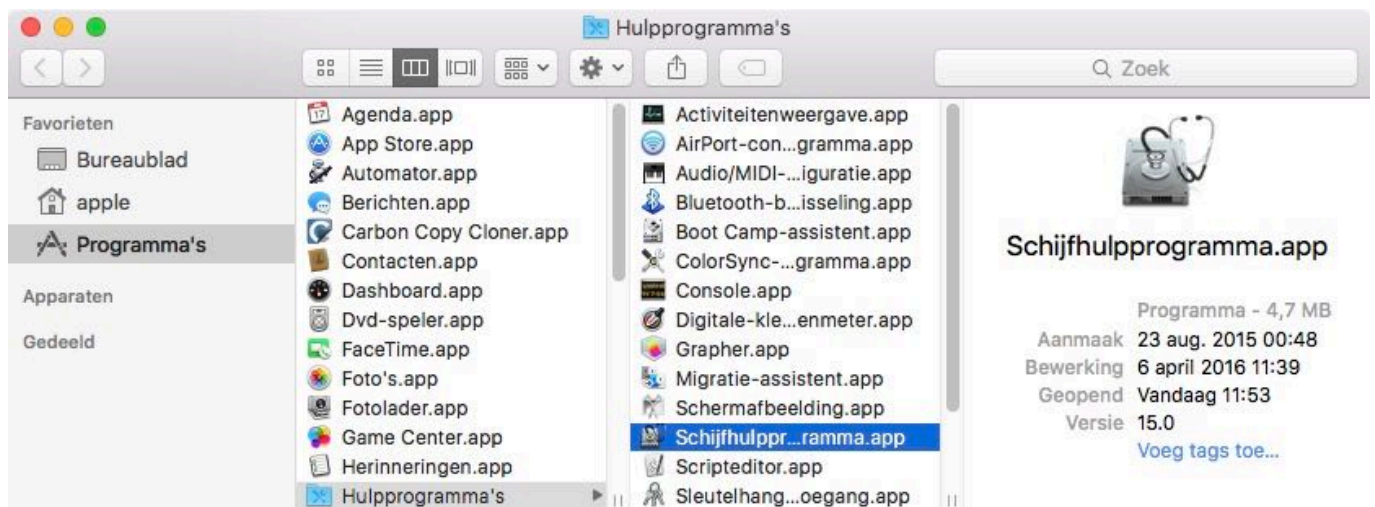 Hulpprogramma's
Zoek
Favorieten
Bureaublad
apple
Programma's
Apparaten
Gedeeld
Agenda.app
App Store.app
Automator.app
Berichten.app
Carbon Copy Cloner.app
Contacten.app
Dashboard.app
Dvd-speler.app
FaceTime.app
Foto's.app
Fotolader.app
Game Center.app
Herinneringen.app
Hulpprogramma's
Activiteitenweergave.app
AirPort-con...gramma.app
Audio/MIDI-...iguratie.app
Bluetooth-b...isseling.app
Boot Camp-assistent.app
ColorSync-...gramma.app
Console.app
Digitale-kle...enmeter.app
Grapher.app
Migratie-assistent.app
Schermafbeelding.app
Schijfhulppr...ramma.app
Scripteditor.app
Sleutelhang...oegang.app
Schijfhulpprogramma.app
Programma - 4,7 MB
Aanmaak 23 aug. 2015 00:48
Bewerking 6 april 2016 11:39
Geopend Vandaag 11:53
Versie 15.0
Voeg tags toe...